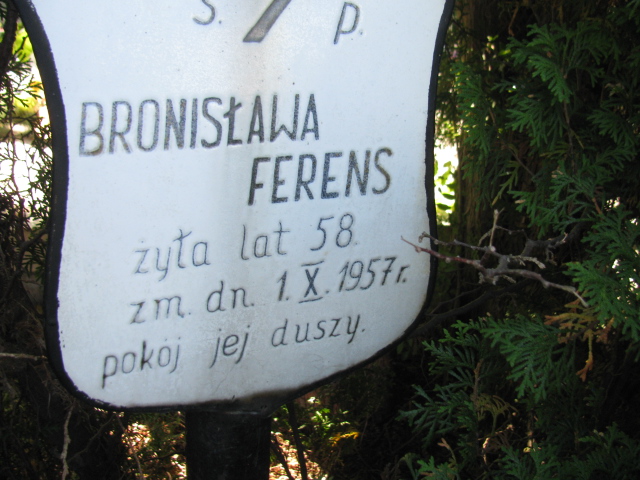 S. P.
BRONISŁAWA
FERENS
żyła lat 58.
zm. dn. 1. X. 1957 r.
pokój jej duszy.